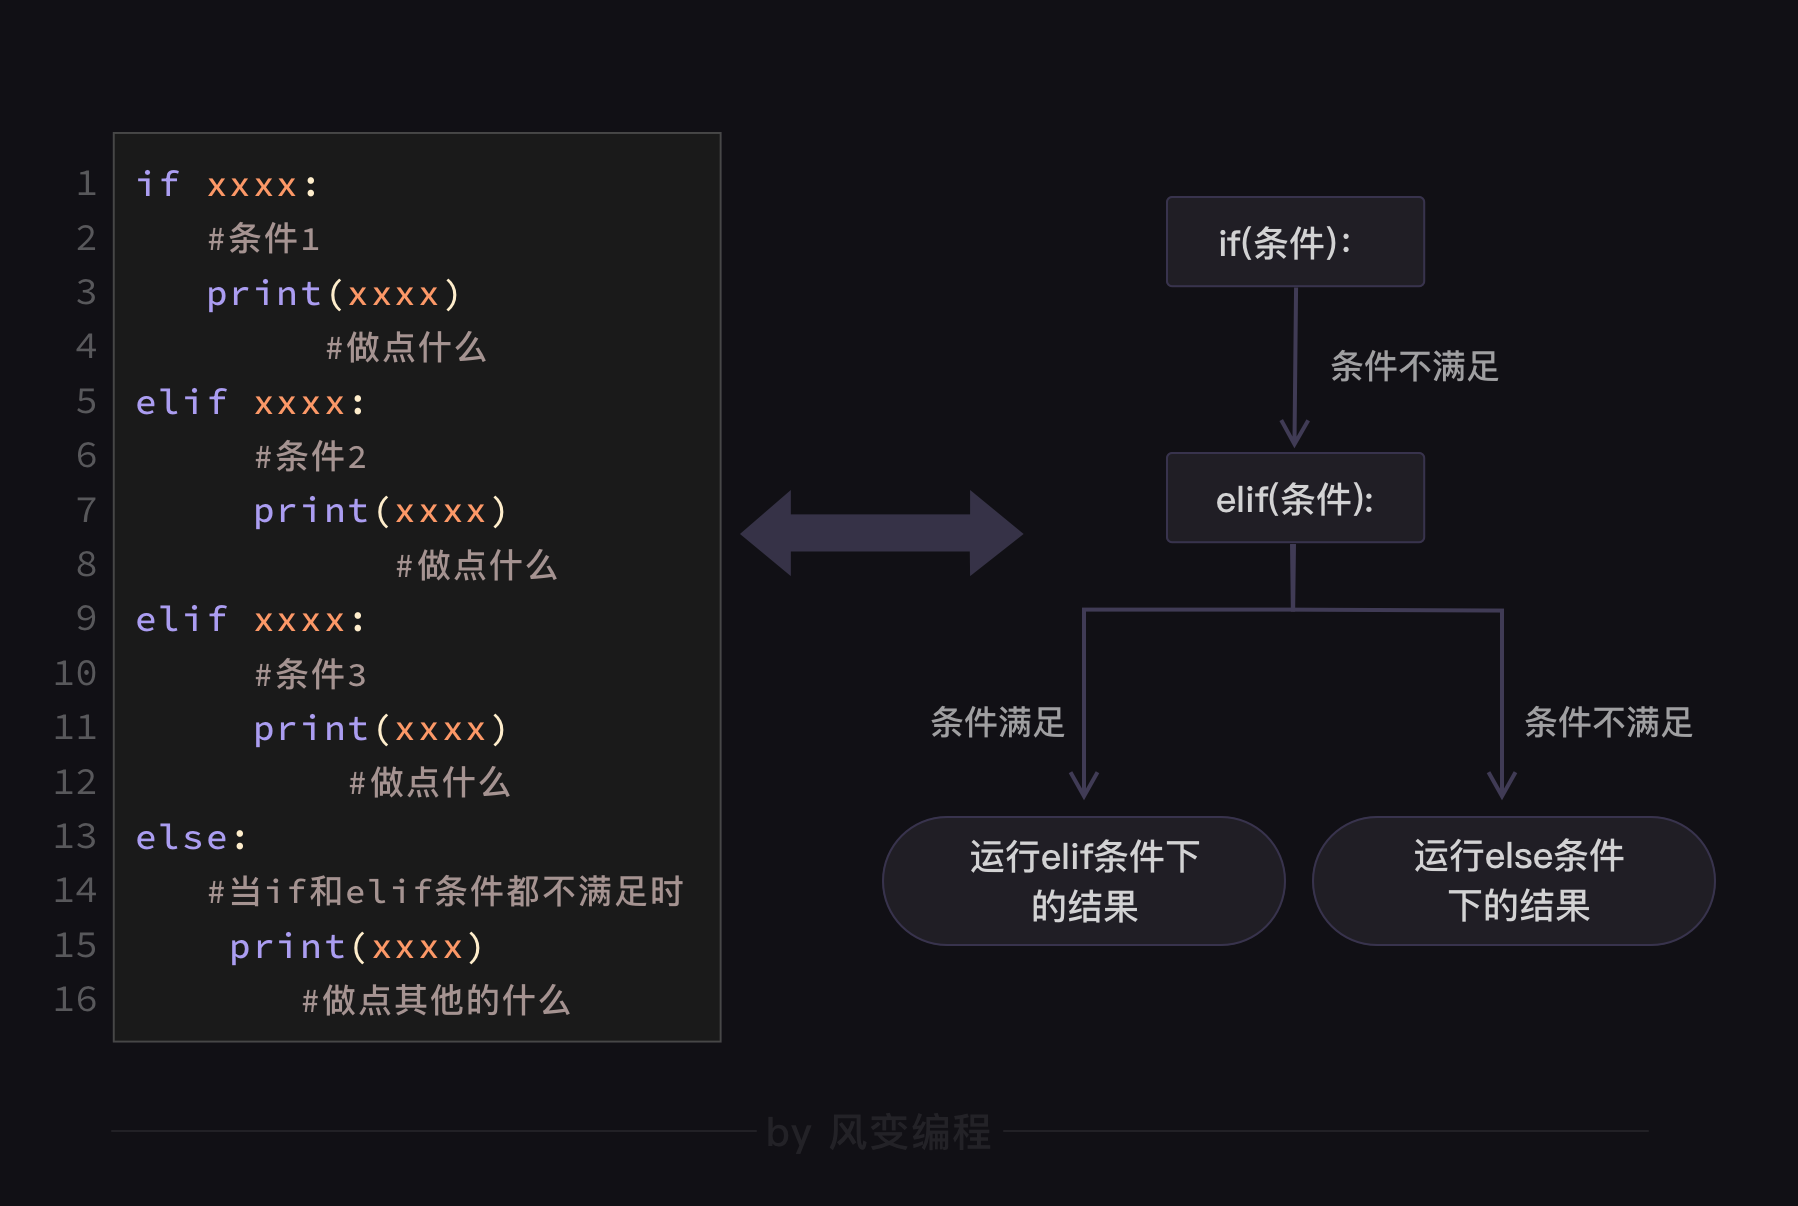 1 if xxxx:
2 #条件1
3 print(xxxx)
4 #做点什么
5 elif xxxx:
6 #条件2
7 print(xxxx)
8 #做点什么
9 elif xxxx:
10 #条件3
11 print(xxxx)
12 #做点什么
13 else:
14 #当if和elif条件都不满足时
15 print(xxxx)
16 #做点其他的什么
if(条件)：
条件不满足
elif(条件):
条件满足
条件不满足
运行elif条件下
的结果
运行else条件
下的结果
by 风变编程